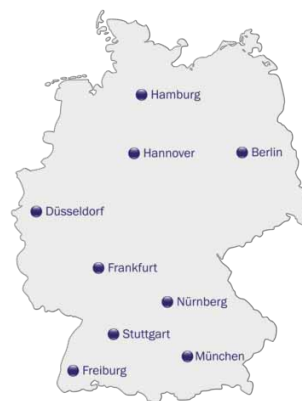 Hamburg
Hannover
Berlin
Düsseldorf
Frankfurt
Nürnberg
Stuttgart
München
Freiburg